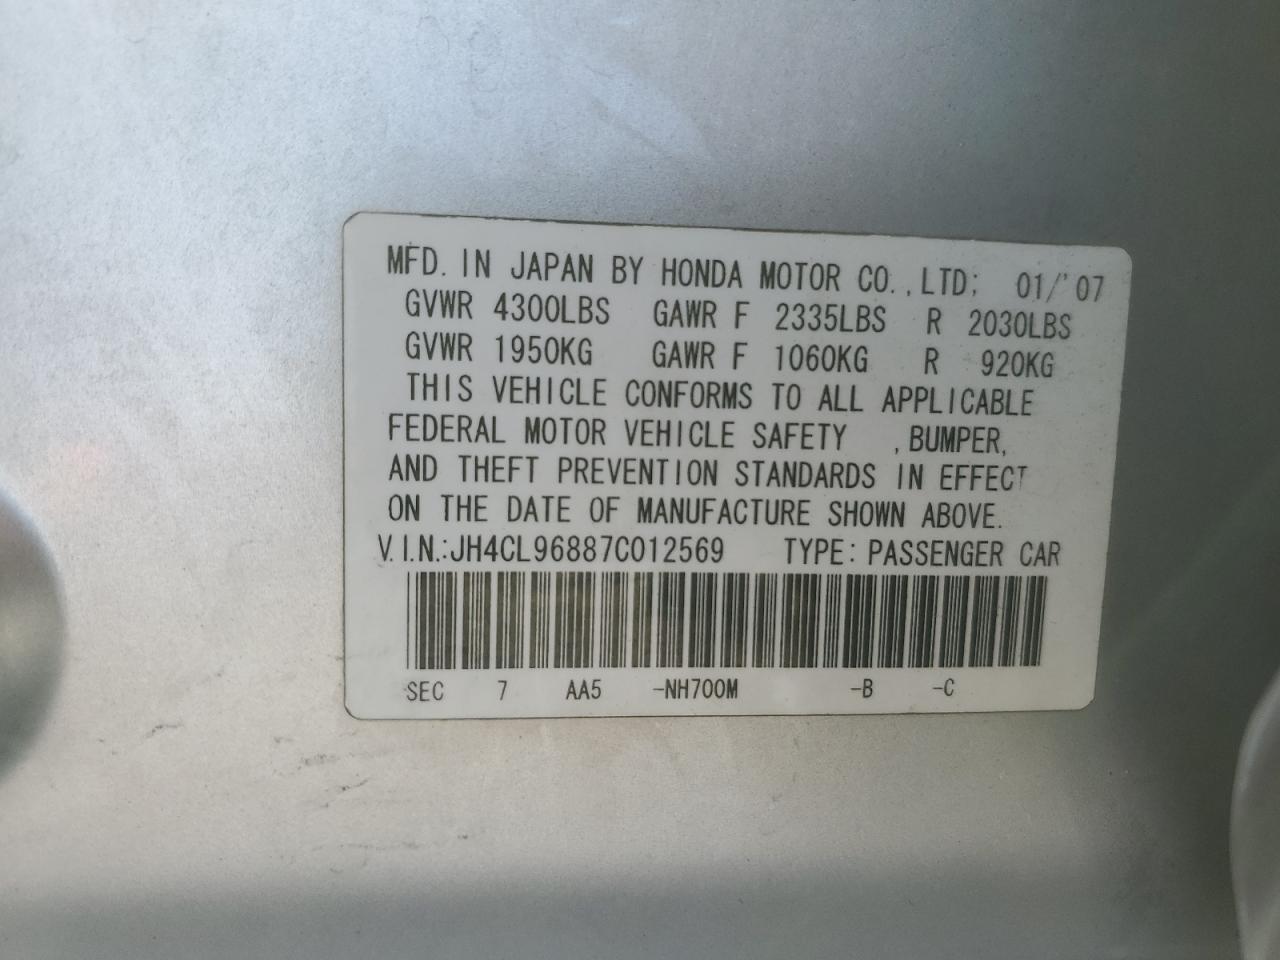 MFD. IN JAPAN BY HONDA MOTOR CO.,LTD; 01/'07
GVWR 4300LBS GAWR F 2335LBS R 2030LBS
GVWR 1950KG GAWR F 1060KG R 920KG
THIS VEHICLE CONFORMS TO ALL APPLICABLE
FEDERAL MOTOR VEHICLE SAFETY , BUMPER,
AND THEFT PREVENTION STANDARDS IN EFFECT
ON THE DATE OF MANUFACTURE SHOWN ABOVE.
V.I.N.:JH4CL96887C012569 TYPE: PASSENGER CAR
SEC 7 AA5 -NH700M -B -C